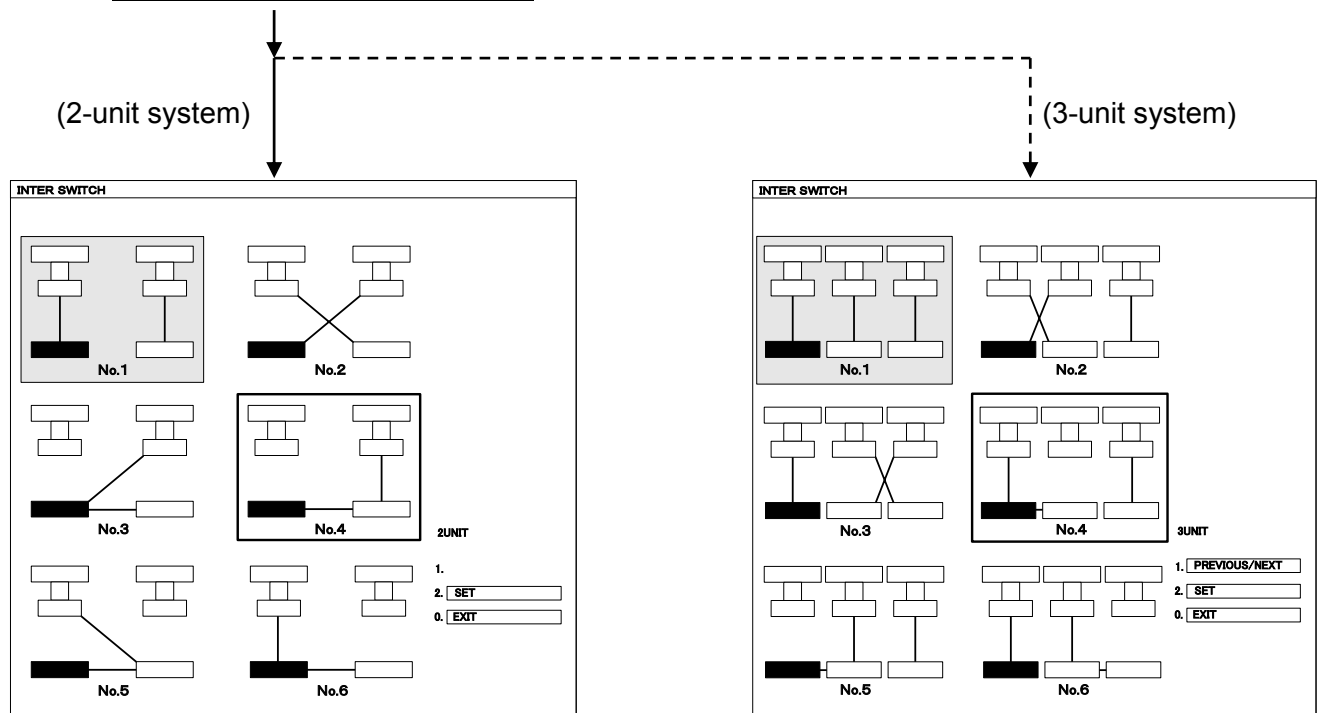 (2-unit system)
(3-unit system)
INTER SWITCH
No.1
No.2
No.3
No.4
2UNIT
1.
2. SET
0. EXIT
No.5
No.6
INTER SWITCH
No.1
No.2
No.3
No.4
3UNIT
1. PREVIOUS/NEXT
2. SET
0. EXIT
No.5
No.6